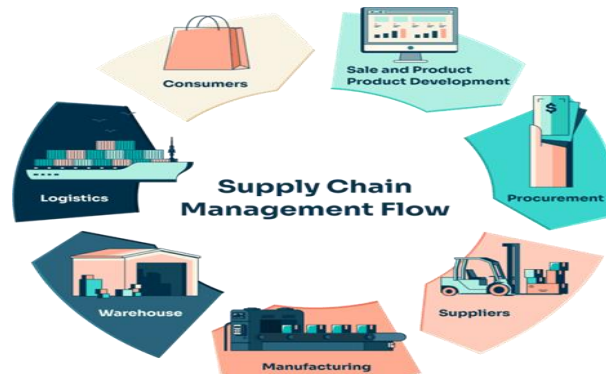 Consumers
Sale and Product
Product Development
$
Procurement
Logistics
Supply Chain
Management Flow
Warehouse
Suppliers
Manufacturing